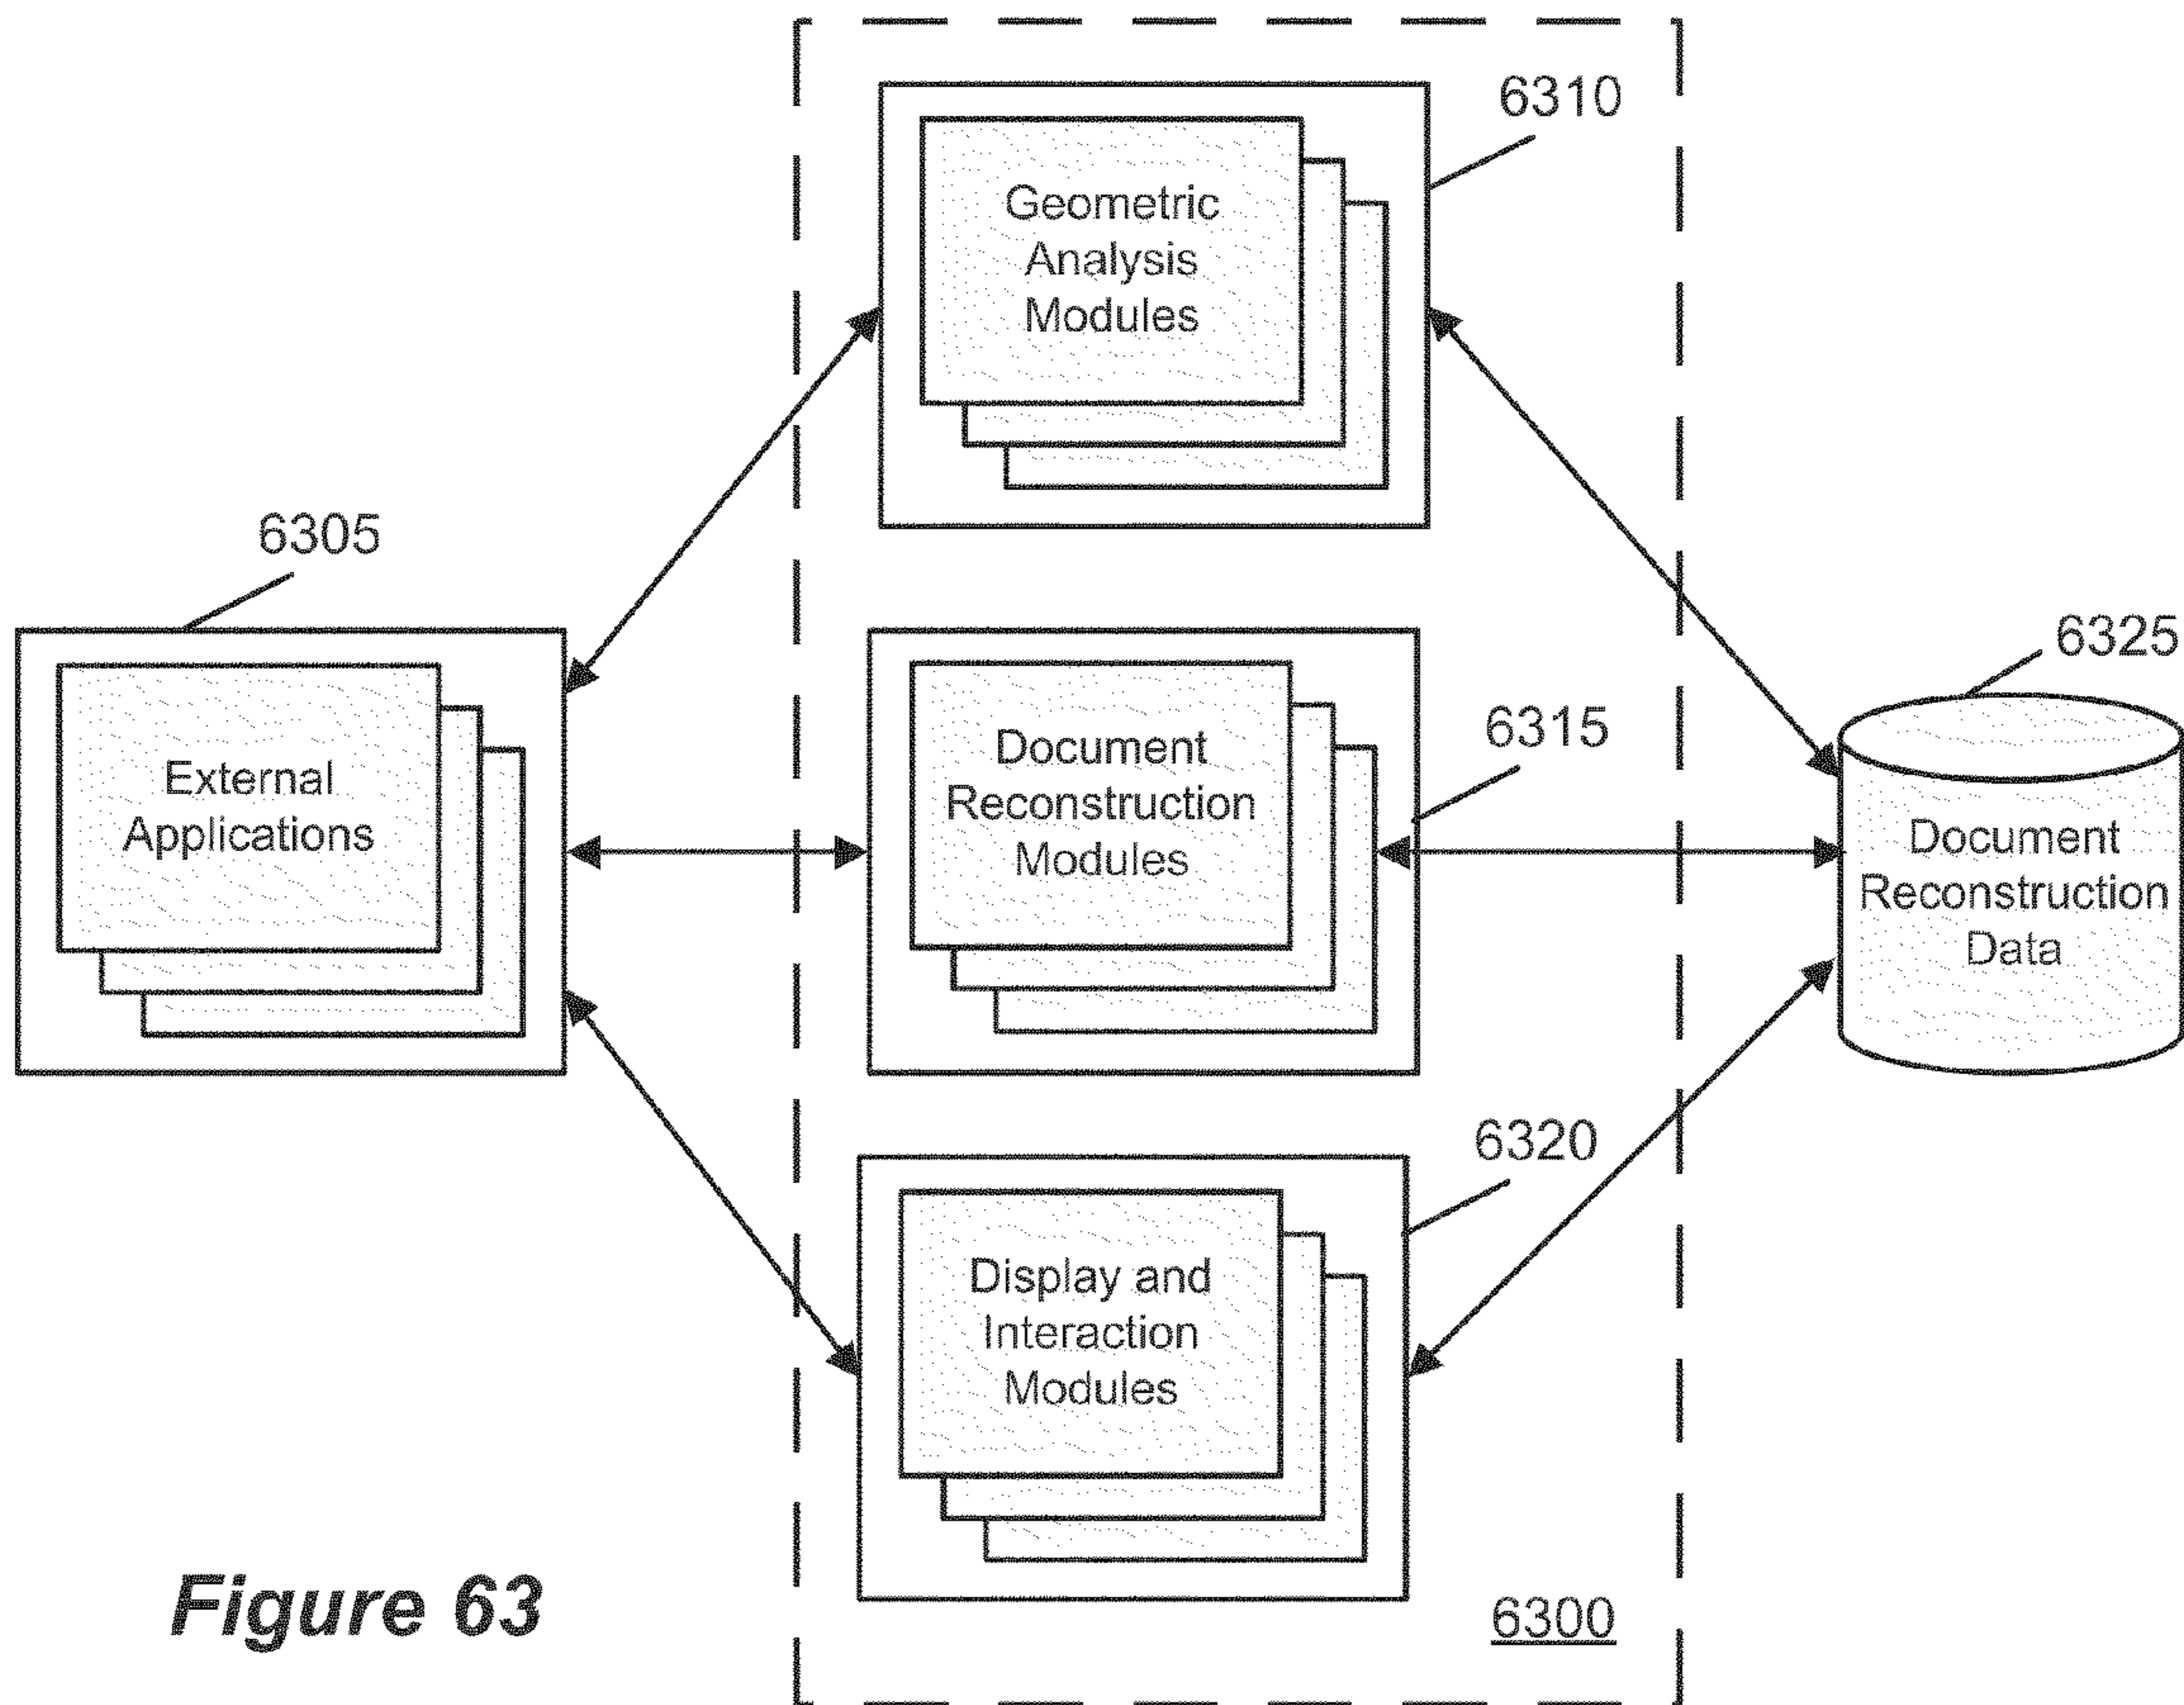 6310
Geometric
Analysis
Modules
6305
External
Applications
6315
Document
Reconstruction
Modules
6325
Document
Reconstruction
Data
6320
Display and
Interaction
Modules
Figure 63
6300